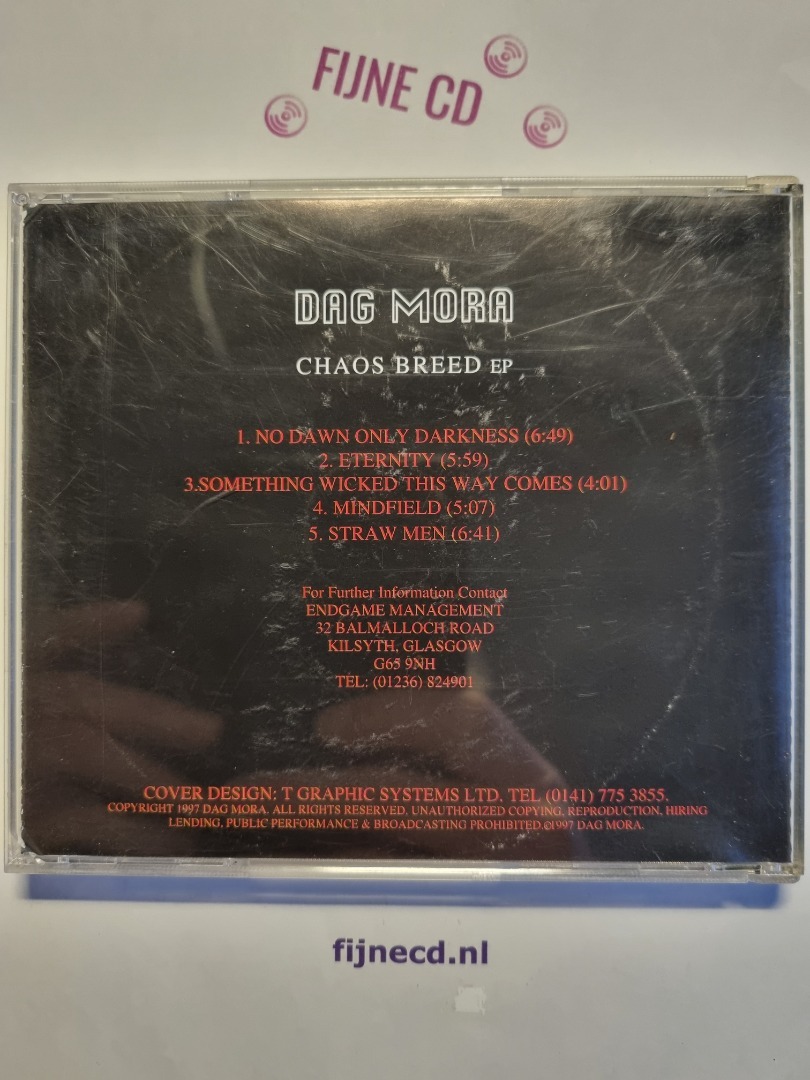 FIJNE CD
DAG MORA
CHAOS BREED EP
1. NO DAWN ONLY DARKNESS (6:49)
2. ETERNITY (5:59)
3.SOMETHING WICKED THIS WAY COMES (4:01)
4. MINDFIELD (5:07)
5. STRAW MEN (6:41)
For Further Information Contact
ENDGAME MANAGEMENT
32 BALMALLOCH ROAD
KILSYTH, GLASGOW
G65 9NH
TEL: (01236) 824901
COVER DESIGN: T GRAPHIC SYSTEMS LTD. TEL (0141) 775 3855.
COPYRIGHT 1997 DAG MORA. ALL RIGHTS RESERVED. UNAUTHORIZED COPYING, REPRODUCTION, HIRING
LENDING, PUBLIC PERFORMANCE & BROADCASTING PROHIBITED.©1997 DAG MORA.
fijnecd.nl